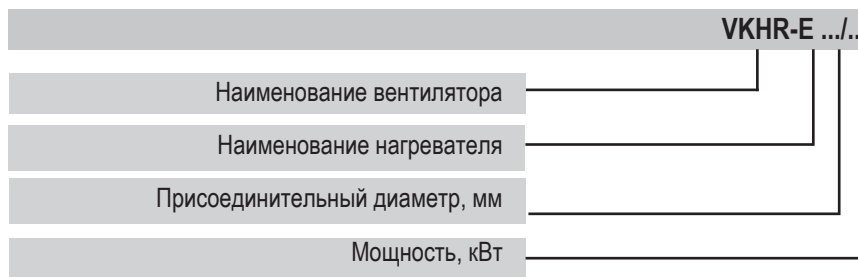 VKHR-E .../..
Наименование вентилятора
Наименование нагревателя
Присоединительный диаметр, мм
Мощность, кВт